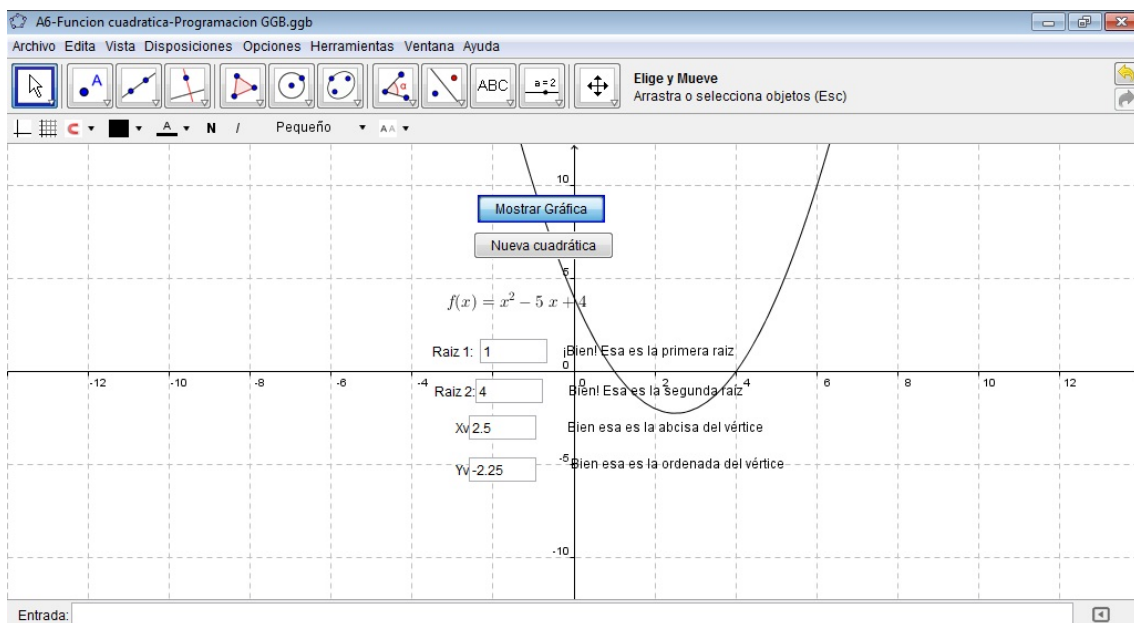 A6-Funcion cuadratica-Programacion GGB.ggb
Archivo Edita Vista Disposiciones Opciones Herramientas Ventana Ayuda
A
α
ABC
a=2
Elige y Mueve
Arrastra o selecciona objetos (Esc)
A N I Pequeño AA
10
Mostrar Gráfica
Nueva cuadrática
5
f(x) = x² − 5 x + 4
Raiz 1: 1 ¡Bien! Esa es la primera raiz
0
-12 -10 -8 -6 -4 0 2 4 6 8 10 12
Raiz 2: 4 Bien! Esa es la segunda raíz
Xv 2.5 Bien esa es la abcisa del vértice
-5
Yv -2.25 Bien esa es la ordenada del vértice
-10
Entrada: